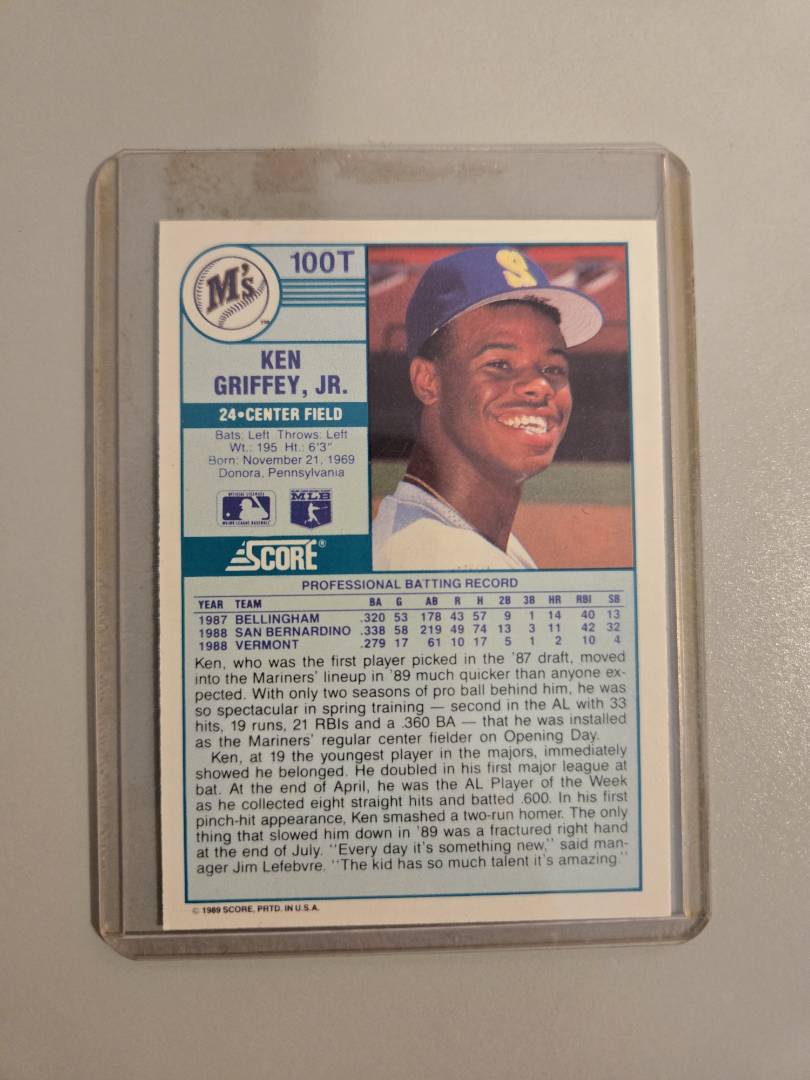 M's
TM
100T
S
KEN
GRIFFEY, JR.
24•CENTER FIELD
Bats: Left Throws: Left
Wt.: 195 Ht.: 6'3"
Born: November 21, 1969
Donora, Pennsylvania
OFFICIAL LICENSEE
MAJOR LEAGUE BASEBALL
MLB
SCORE®
PROFESSIONAL BATTING RECORD
YEAR TEAM BA G AB R H 2B 3B HR RBI SB
1987 BELLINGHAM .320 53 178 43 57 9 1 14 40 13
1988 SAN BERNARDINO .338 58 219 49 74 13 3 11 42 32
1988 VERMONT .279 17 61 10 17 5 1 2 10 4
Ken, who was the first player picked in the '87 draft, moved
into the Mariners' lineup in '89 much quicker than anyone ex-
pected. With only two seasons of pro ball behind him, he was
so spectacular in spring training — second in the AL with 33
hits, 19 runs, 21 RBIs and a .360 BA — that he was installed
as the Mariners' regular center fielder on Opening Day.
Ken, at 19 the youngest player in the majors, immediately
showed he belonged. He doubled in his first major league at
bat. At the end of April, he was the AL Player of the Week
as he collected eight straight hits and batted .600. In his first
pinch-hit appearance, Ken smashed a two-run homer. The only
thing that slowed him down in '89 was a fractured right hand
at the end of July. "Every day it's something new," said man-
ager Jim Lefebvre. "The kid has so much talent it's amazing."
© 1989 SCORE, PRTD. IN U.S.A.